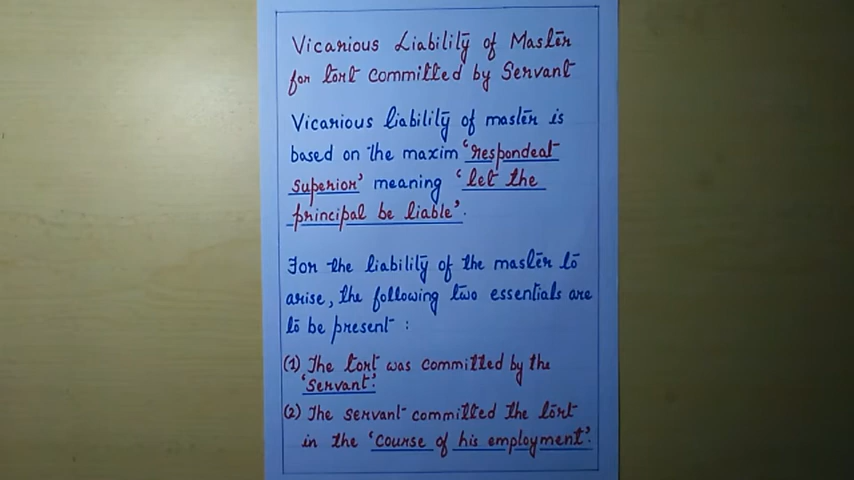 Vicarious Liability of Master
for tort committed by Servant
Vicarious liability of master is
based on the maxim 'respondeat
superior' meaning 'let the
principal be liable'.
For the liability of the master to
arise, the following two essentials are
to be present :
(1) The tort was committed by the
'servant'.
(2) The servant committed the tort
in the 'course of his employment'.